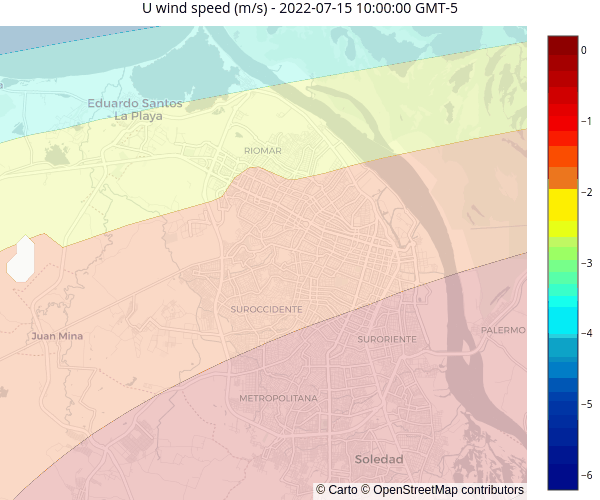 U wind speed (m/s) - 2022-07-15 10:00:00 GMT-5
Eduardo Santos
- La Playa
RIOMAR
SUROCCIDENTE
Juan Mina
SURORIENTE
PALERMO
METROPOLITANA
Soledad
© Carto © OpenStreetMap contributors
0
−1
−2
−3
−4
−5
−6